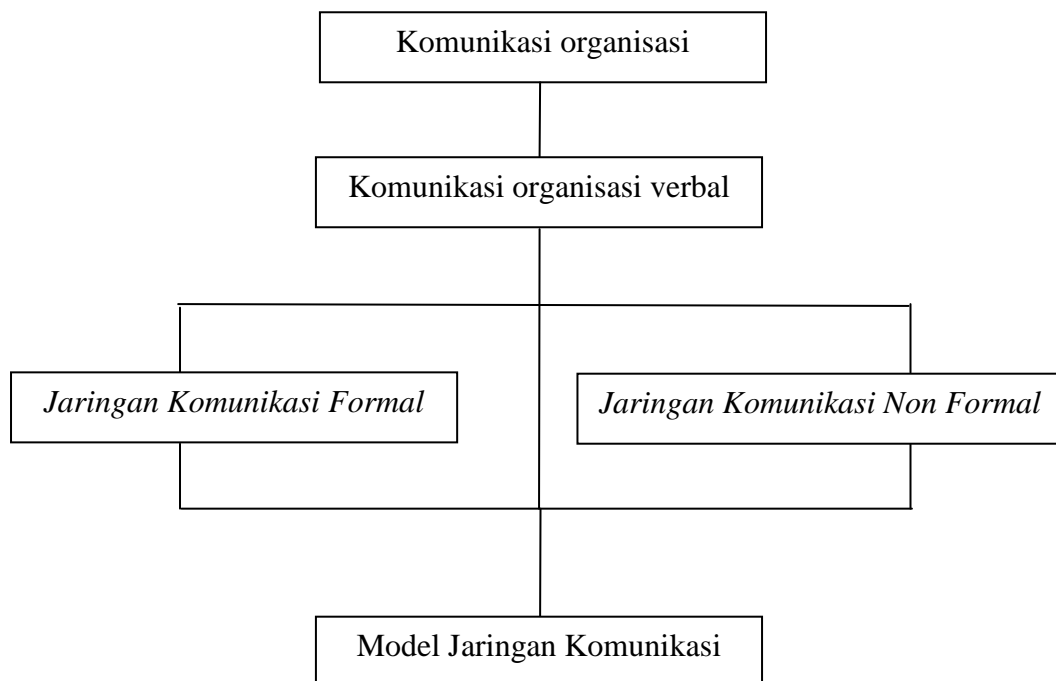 Komunikasi organisasi
Komunikasi organisasi verbal
Jaringan Komunikasi Formal
Jaringan Komunikasi Non Formal
Model Jaringan Komunikasi